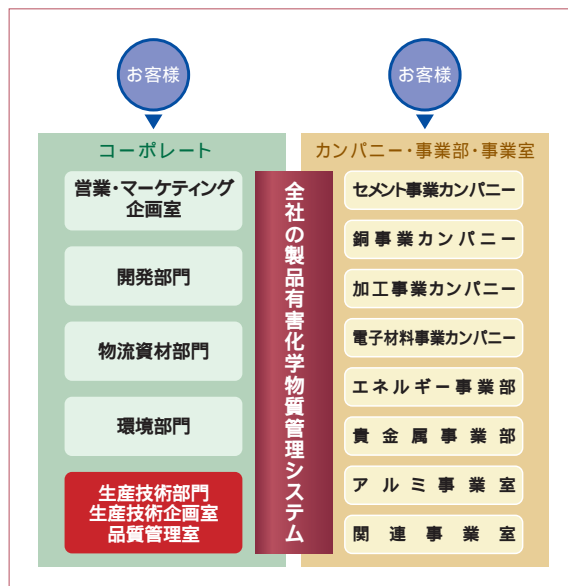 お客様
お客様
コーポレート
営業・マーケティング
企画室
開発部門
物流資材部門
環境部門
生産技術部門
生産技術企画室
品質管理室
全社の製品有害化学物質管理システム
カンパニー・事業部・事業室
セメント事業カンパニー
銅事業カンパニー
加工事業カンパニー
電子材料事業カンパニー
エネルギー事業部
貴金属事業部
アルミ事業室
関連事業室